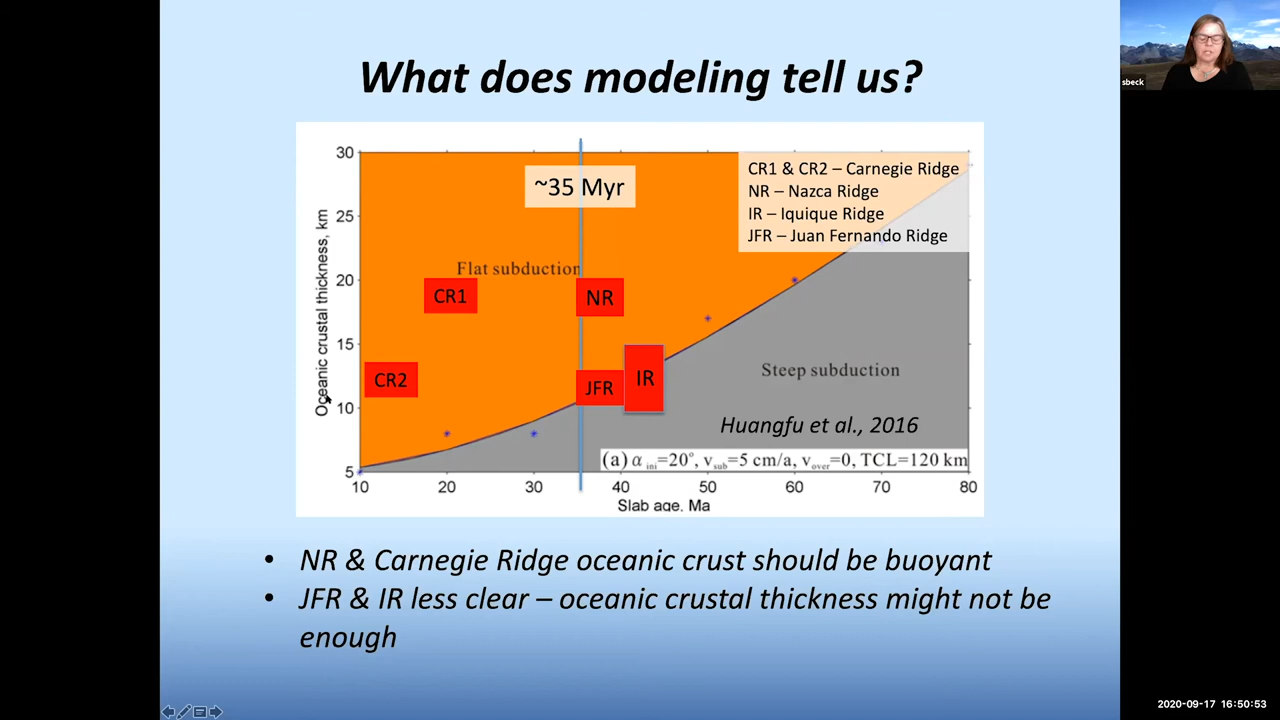 What does modeling tell us?
sbeck
30
25
20
15
10
5
Oceanic crustal thickness, km
~35 Myr
CR1 & CR2 – Carnegie Ridge
NR – Nazca Ridge
IR – Iquique Ridge
JFR – Juan Fernando Ridge
Flat subduction
CR1
NR
CR2
JFR
IR
Steep subduction
Huangfu et al., 2016
(a) α ini=20°, vsub=5 cm/a, vover=0, TCL=120 km
10 20 30 40 50 60 70 80
Slab age, Ma
• NR & Carnegie Ridge oceanic crust should be buoyant
• JFR & IR less clear – oceanic crustal thickness might not be
enough
2020-09-17 16:50:53